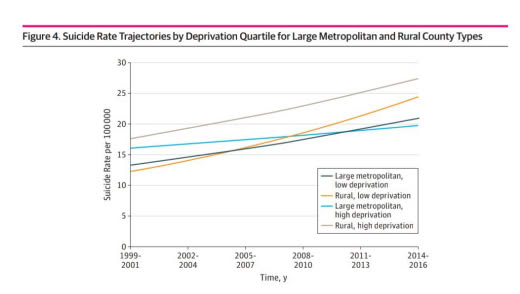 Figure 4. Suicide Rate Trajectories by Deprivation Quartile for Large Metropolitan and Rural County Types
30
25
20
15
10
5
0
Suicide Rate per 100 000
Large metropolitan,
low deprivation
Rural, low deprivation
Large metropolitan,
high deprivation
Rural, high deprivation
1999-
2001
2002-
2004
2005-
2007
2008-
2010
2011-
2013
2014-
2016
Time, y